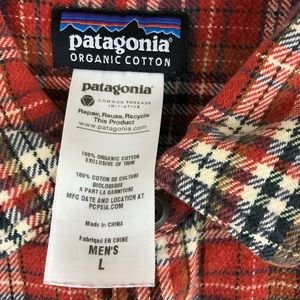 patagonia®
ORGANIC COTTON
patagonia®
COMMON THREADS
INITIATIVE
Repair, Reuse, Recycle
This Product
www.patagonia.com
100% ORGANIC COTTON
EXCLUSIVE OF TRIM
100% COTON DE CULTURE
BIOLOGIQUE
A PART LA GARNITURE
MFG DATE AND LOCATION AT
PCPSIA.COM
Made in CHINA
Fabriqué EN CHINE
MEN'S
L